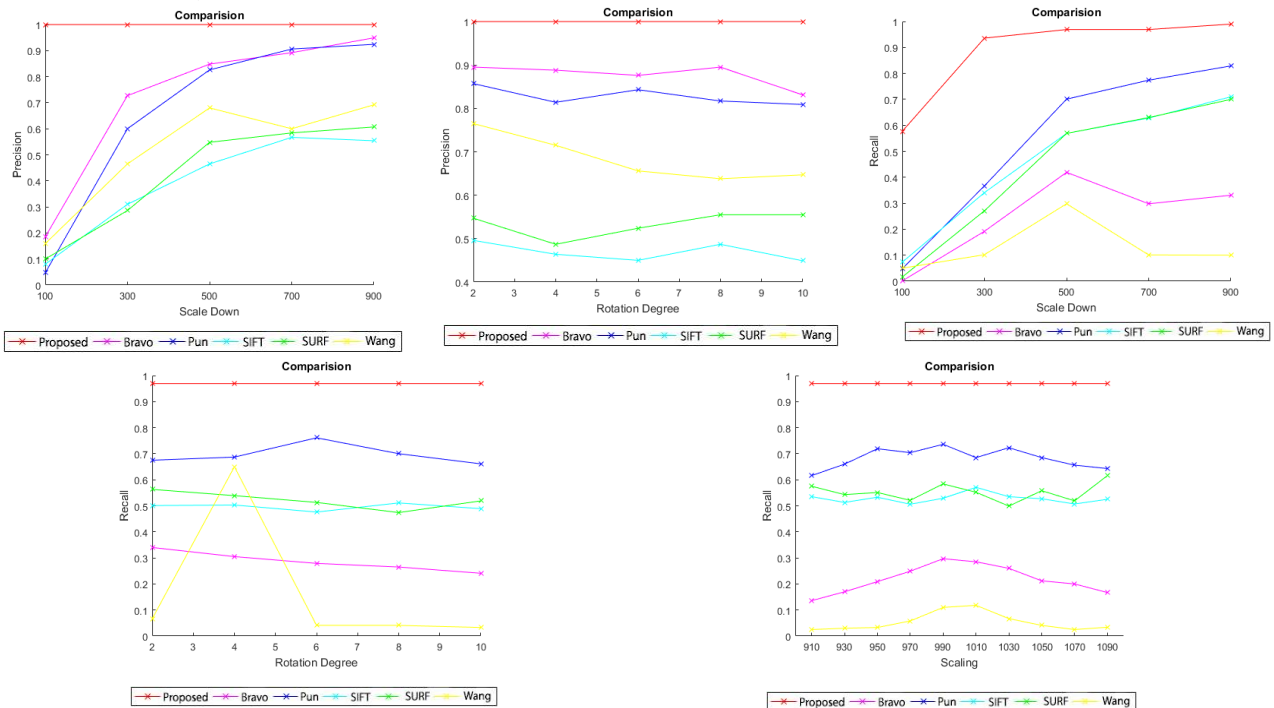 Comparision
1
0.9
0.8
0.7
0.6
0.5
0.4
0.3
0.2
0.1
0
Precision
100 300 500 700 900
Scale Down
Proposed Bravo Pun SIFT SURF Wang
Comparision
1
0.9
0.8
0.7
0.6
0.5
0.4
Precision
2 3 4 5 6 7 8 9 10
Rotation Degree
Proposed Bravo Pun SIFT SURF Wang
Comparision
1
0.9
0.8
0.7
0.6
0.5
0.4
0.3
0.2
0.1
0
Recall
100 300 500 700 900
Scale Down
Proposed Bravo Pun SIFT SURF Wang
Comparision
1
0.9
0.8
0.7
0.6
0.5
0.4
0.3
0.2
0.1
0
Recall
2 3 4 5 6 7 8 9 10
Rotation Degree
Proposed Bravo Pun SIFT SURF Wang
Comparision
1
0.9
0.8
0.7
0.6
0.5
0.4
0.3
0.2
0.1
0
Recall
910 930 950 970 990 1010 1030 1050 1070 1090
Scaling
Proposed Bravo Pun SIFT SURF Wang